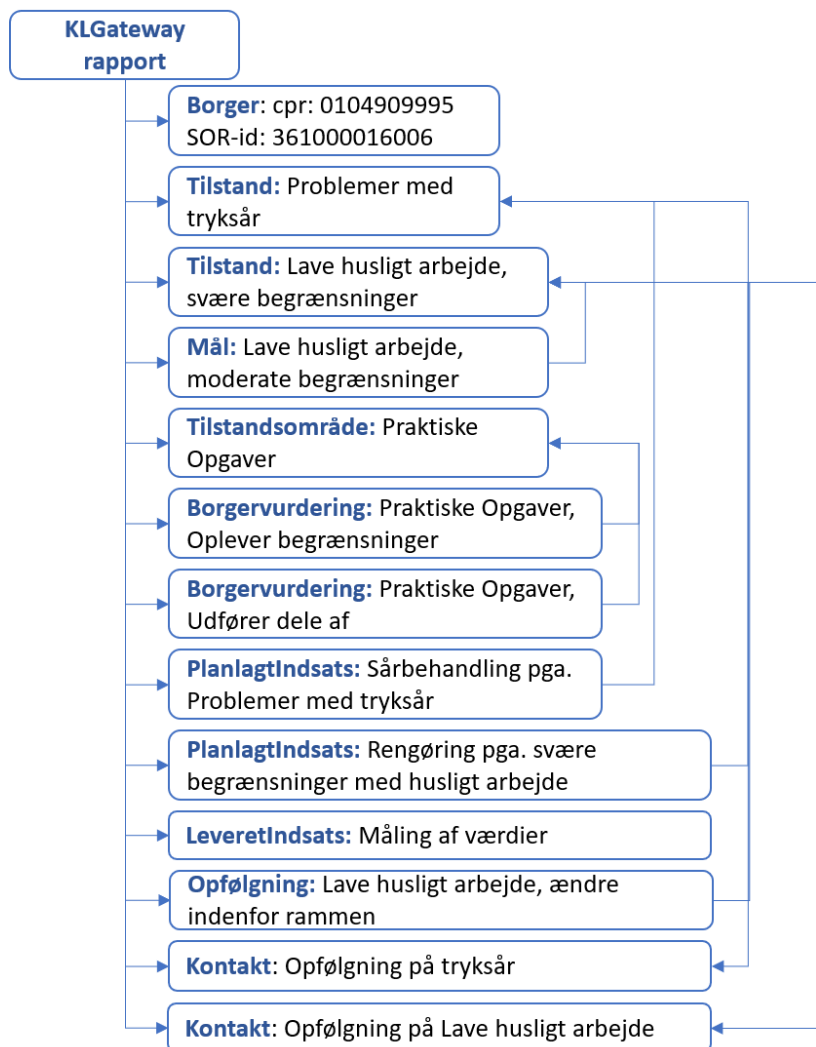 KLGateway
rapport
Borger: cpr: 0104909995
SOR-id: 361000016006
Tilstand: Problemer med
tryksår
Tilstand: Lave husligt arbejde,
svære begrænsninger
Mål: Lave husligt arbejde,
moderate begrænsninger
Tilstandsområde: Praktiske
Opgaver
Borgervurdering: Praktiske Opgaver,
Oplever begrænsninger
Borgervurdering: Praktiske Opgaver,
Udfører dele af
PlanlagtIndsats: Sårbehandling pga.
Problemer med tryksår
PlanlagtIndsats: Rengøring pga. svære
begrænsninger med husligt arbejde
LeveretIndsats: Måling af værdier
Opfølgning: Lave husligt arbejde, ændre
indenfor rammen
Kontakt: Opfølgning på tryksår
Kontakt: Opfølgning på Lave husligt arbejde